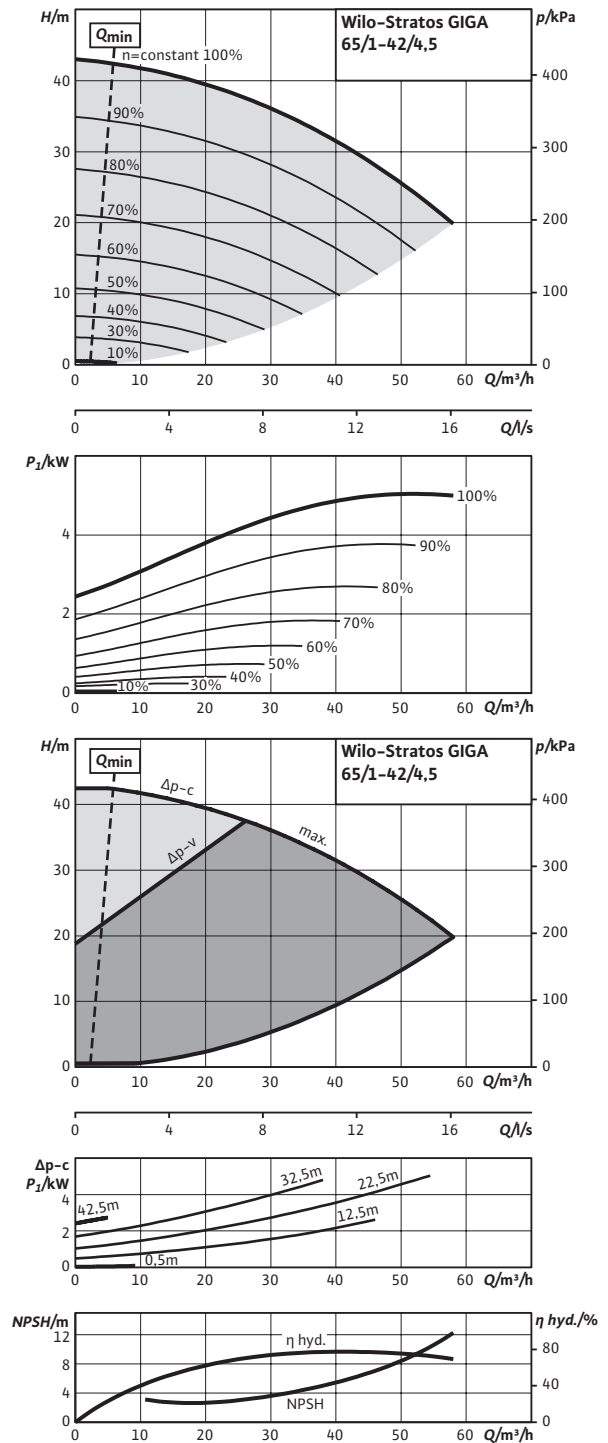 H/m
Wilo-Stratos GIGA
65/1-42/4,5
p/kPa
Qmin
n=constant 100%
40
400
90%
30
300
80%
70%
20
200
60%
50%
10
100
40%
30%
10%
0
0
0 10 20 30 40 50 60 Q/m³/h
0 4 8 12 16 Q/l/s
P₁/kW
100%
4
90%
80%
2
70%
60%
50%
40%
10%
30%
0
0 10 20 30 40 50 60 Q/m³/h
H/m
Wilo-Stratos GIGA
65/1-42/4,5
p/kPa
Qmin
Δp-c
40
400
max.
Δp-v
30
300
20
200
10
100
0
0
0 10 20 30 40 50 60 Q/m³/h
0 4 8 12 16 Q/l/s
Δp-c
P₁/kW
32,5m
22,5m
4
42,5m
12,5m
2
0,5m
0
0 10 20 30 40 50 60 Q/m³/h
NPSH/m
η hyd./%
12
η hyd.
80
8
4
40
NPSH
0
0
0 10 20 30 40 50 60 Q/m³/h